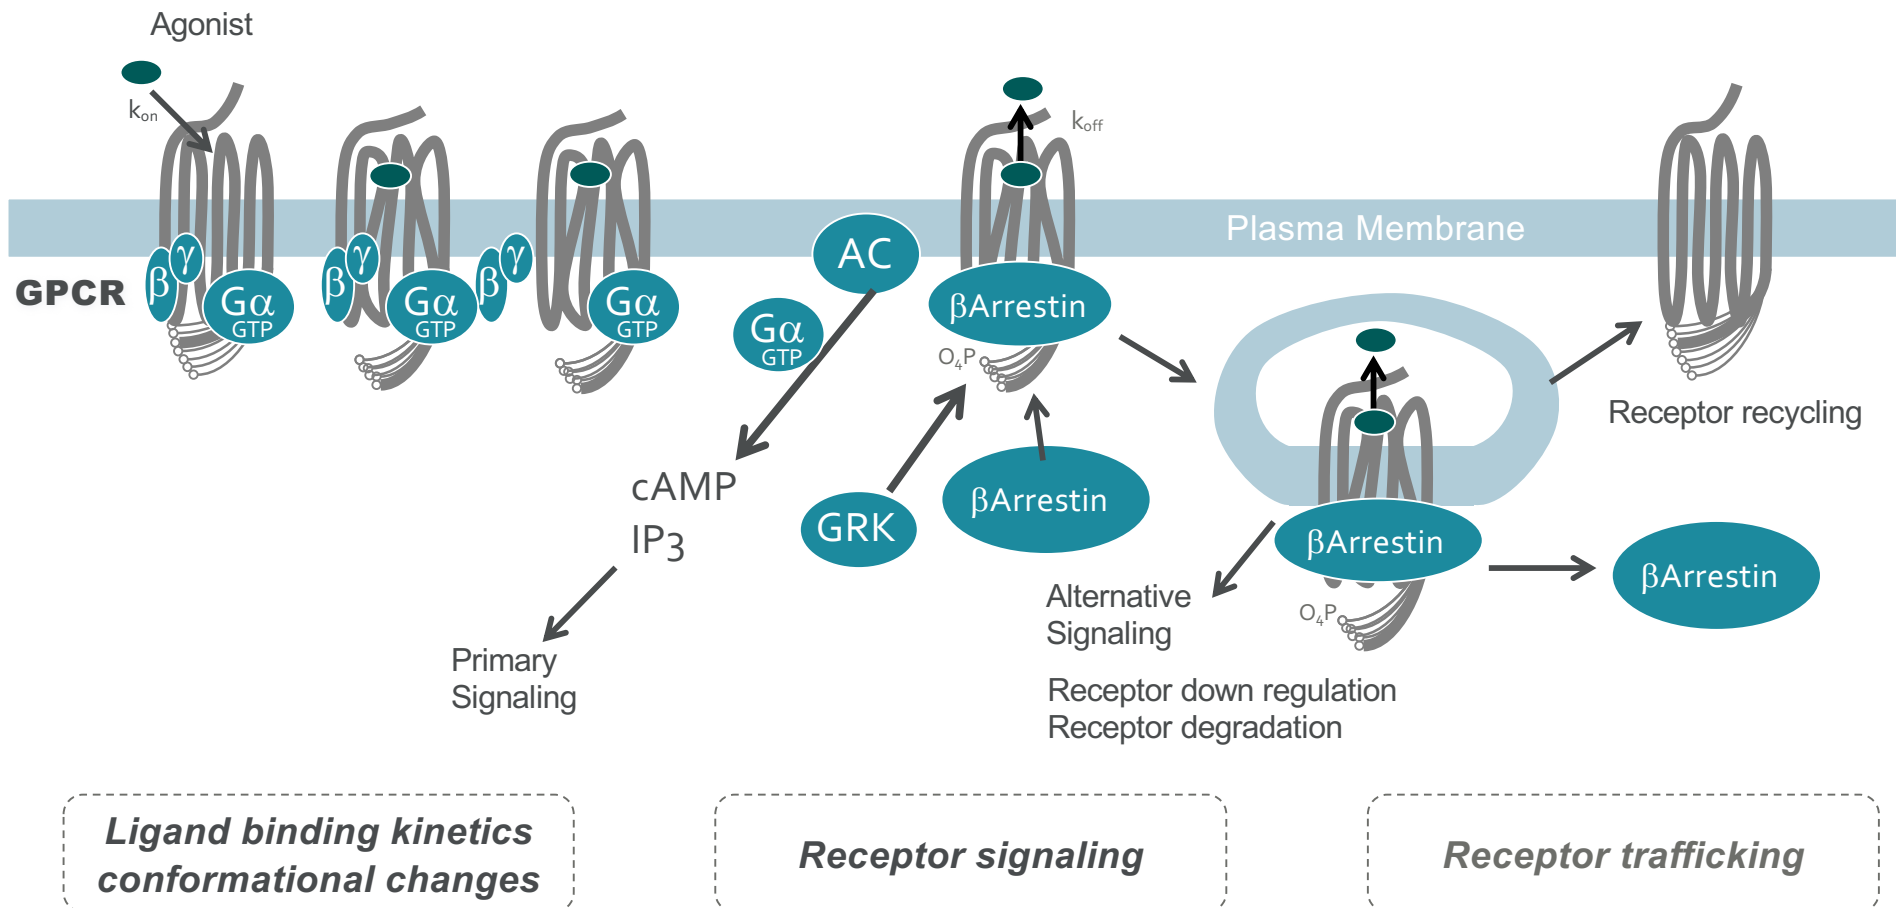 Agonist
kon
GPCR
β
γ
Gα
GTP
β
γ
Gα
GTP
β
γ
Gα
GTP
AC
Gα
GTP
cAMP
IP3
Primary
Signaling
koff
βArrestin
O4P
GRK
βArrestin
Plasma Membrane
βArrestin
O4P
Alternative
Signaling
Receptor down regulation
Receptor degradation
βArrestin
Receptor recycling
Ligand binding kinetics
conformational changes
Receptor signaling
Receptor trafficking